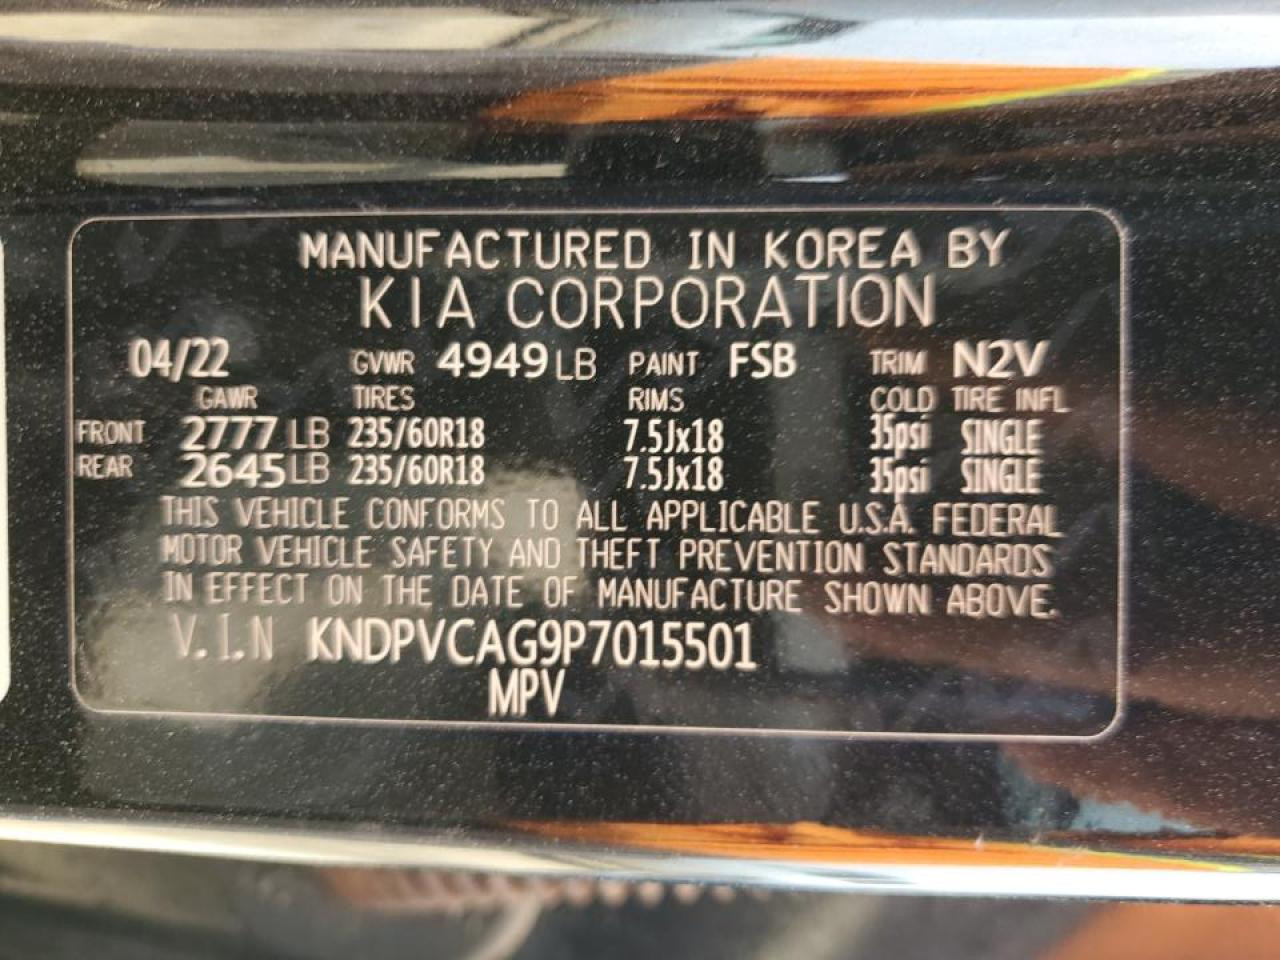 MANUFACTURED IN KOREA BY
KIA CORPORATION
04/22 GVWR 4949 LB PAINT FSB TRIM N2V
GAWR TIRES RIMS COLD TIRE INFL
FRONT 2777 LB 235/60R18 7.5Jx18 35psi SINGLE
REAR 2645 LB 235/60R18 7.5Jx18 35psi SINGLE
THIS VEHICLE CONFORMS TO ALL APPLICABLE U.S.A. FEDERAL
MOTOR VEHICLE SAFETY AND THEFT PREVENTION STANDARDS
IN EFFECT ON THE DATE OF MANUFACTURE SHOWN ABOVE.
V.I.N KNDPVCAG9P7015501
MPV